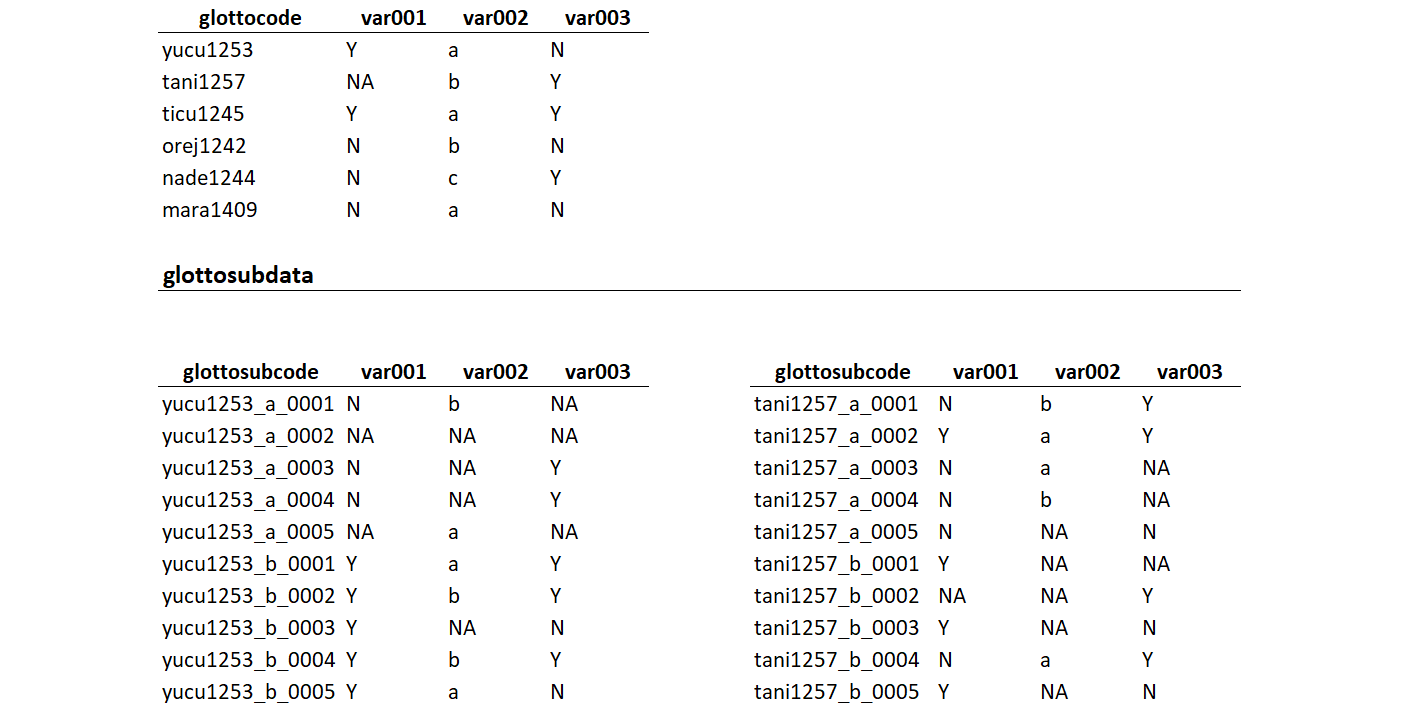 glottocode var001 var002 var003
yucu1253 Y a N
tani1257 NA b Y
ticu1245 Y a Y
orej1242 N b N
nade1244 N c Y
mara1409 N a N
glottosubdata
glottosubcode var001 var002 var003 glottosubcode var001 var002 var003
yucu1253_a_0001 N b NA tani1257_a_0001 N b Y
yucu1253_a_0002 NA NA NA tani1257_a_0002 Y a Y
yucu1253_a_0003 N NA Y tani1257_a_0003 N a NA
yucu1253_a_0004 N NA Y tani1257_a_0004 N b NA
yucu1253_a_0005 NA a NA tani1257_a_0005 N NA N
yucu1253_b_0001 Y a Y tani1257_b_0001 Y NA NA
yucu1253_b_0002 Y b Y tani1257_b_0002 NA NA Y
yucu1253_b_0003 Y NA N tani1257_b_0003 Y NA N
yucu1253_b_0004 Y b Y tani1257_b_0004 N a Y
yucu1253_b_0005 Y a N tani1257_b_0005 Y NA N